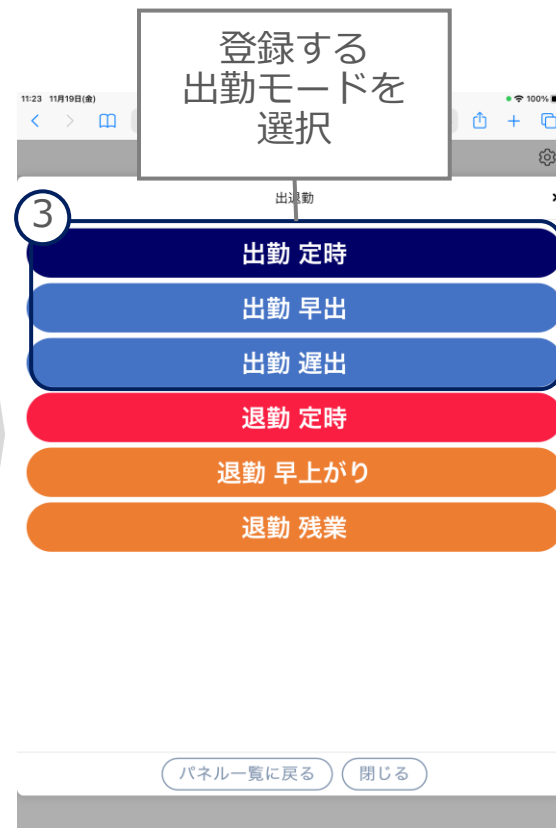 登録する
出勤モードを
選択
11:23 11月19日(金)
100%
出退勤
3
出勤 定時
出勤 早出
出勤 遅出
退勤 定時
退勤 早上がり
退勤 残業
パネル一覧に戻る
閉じる